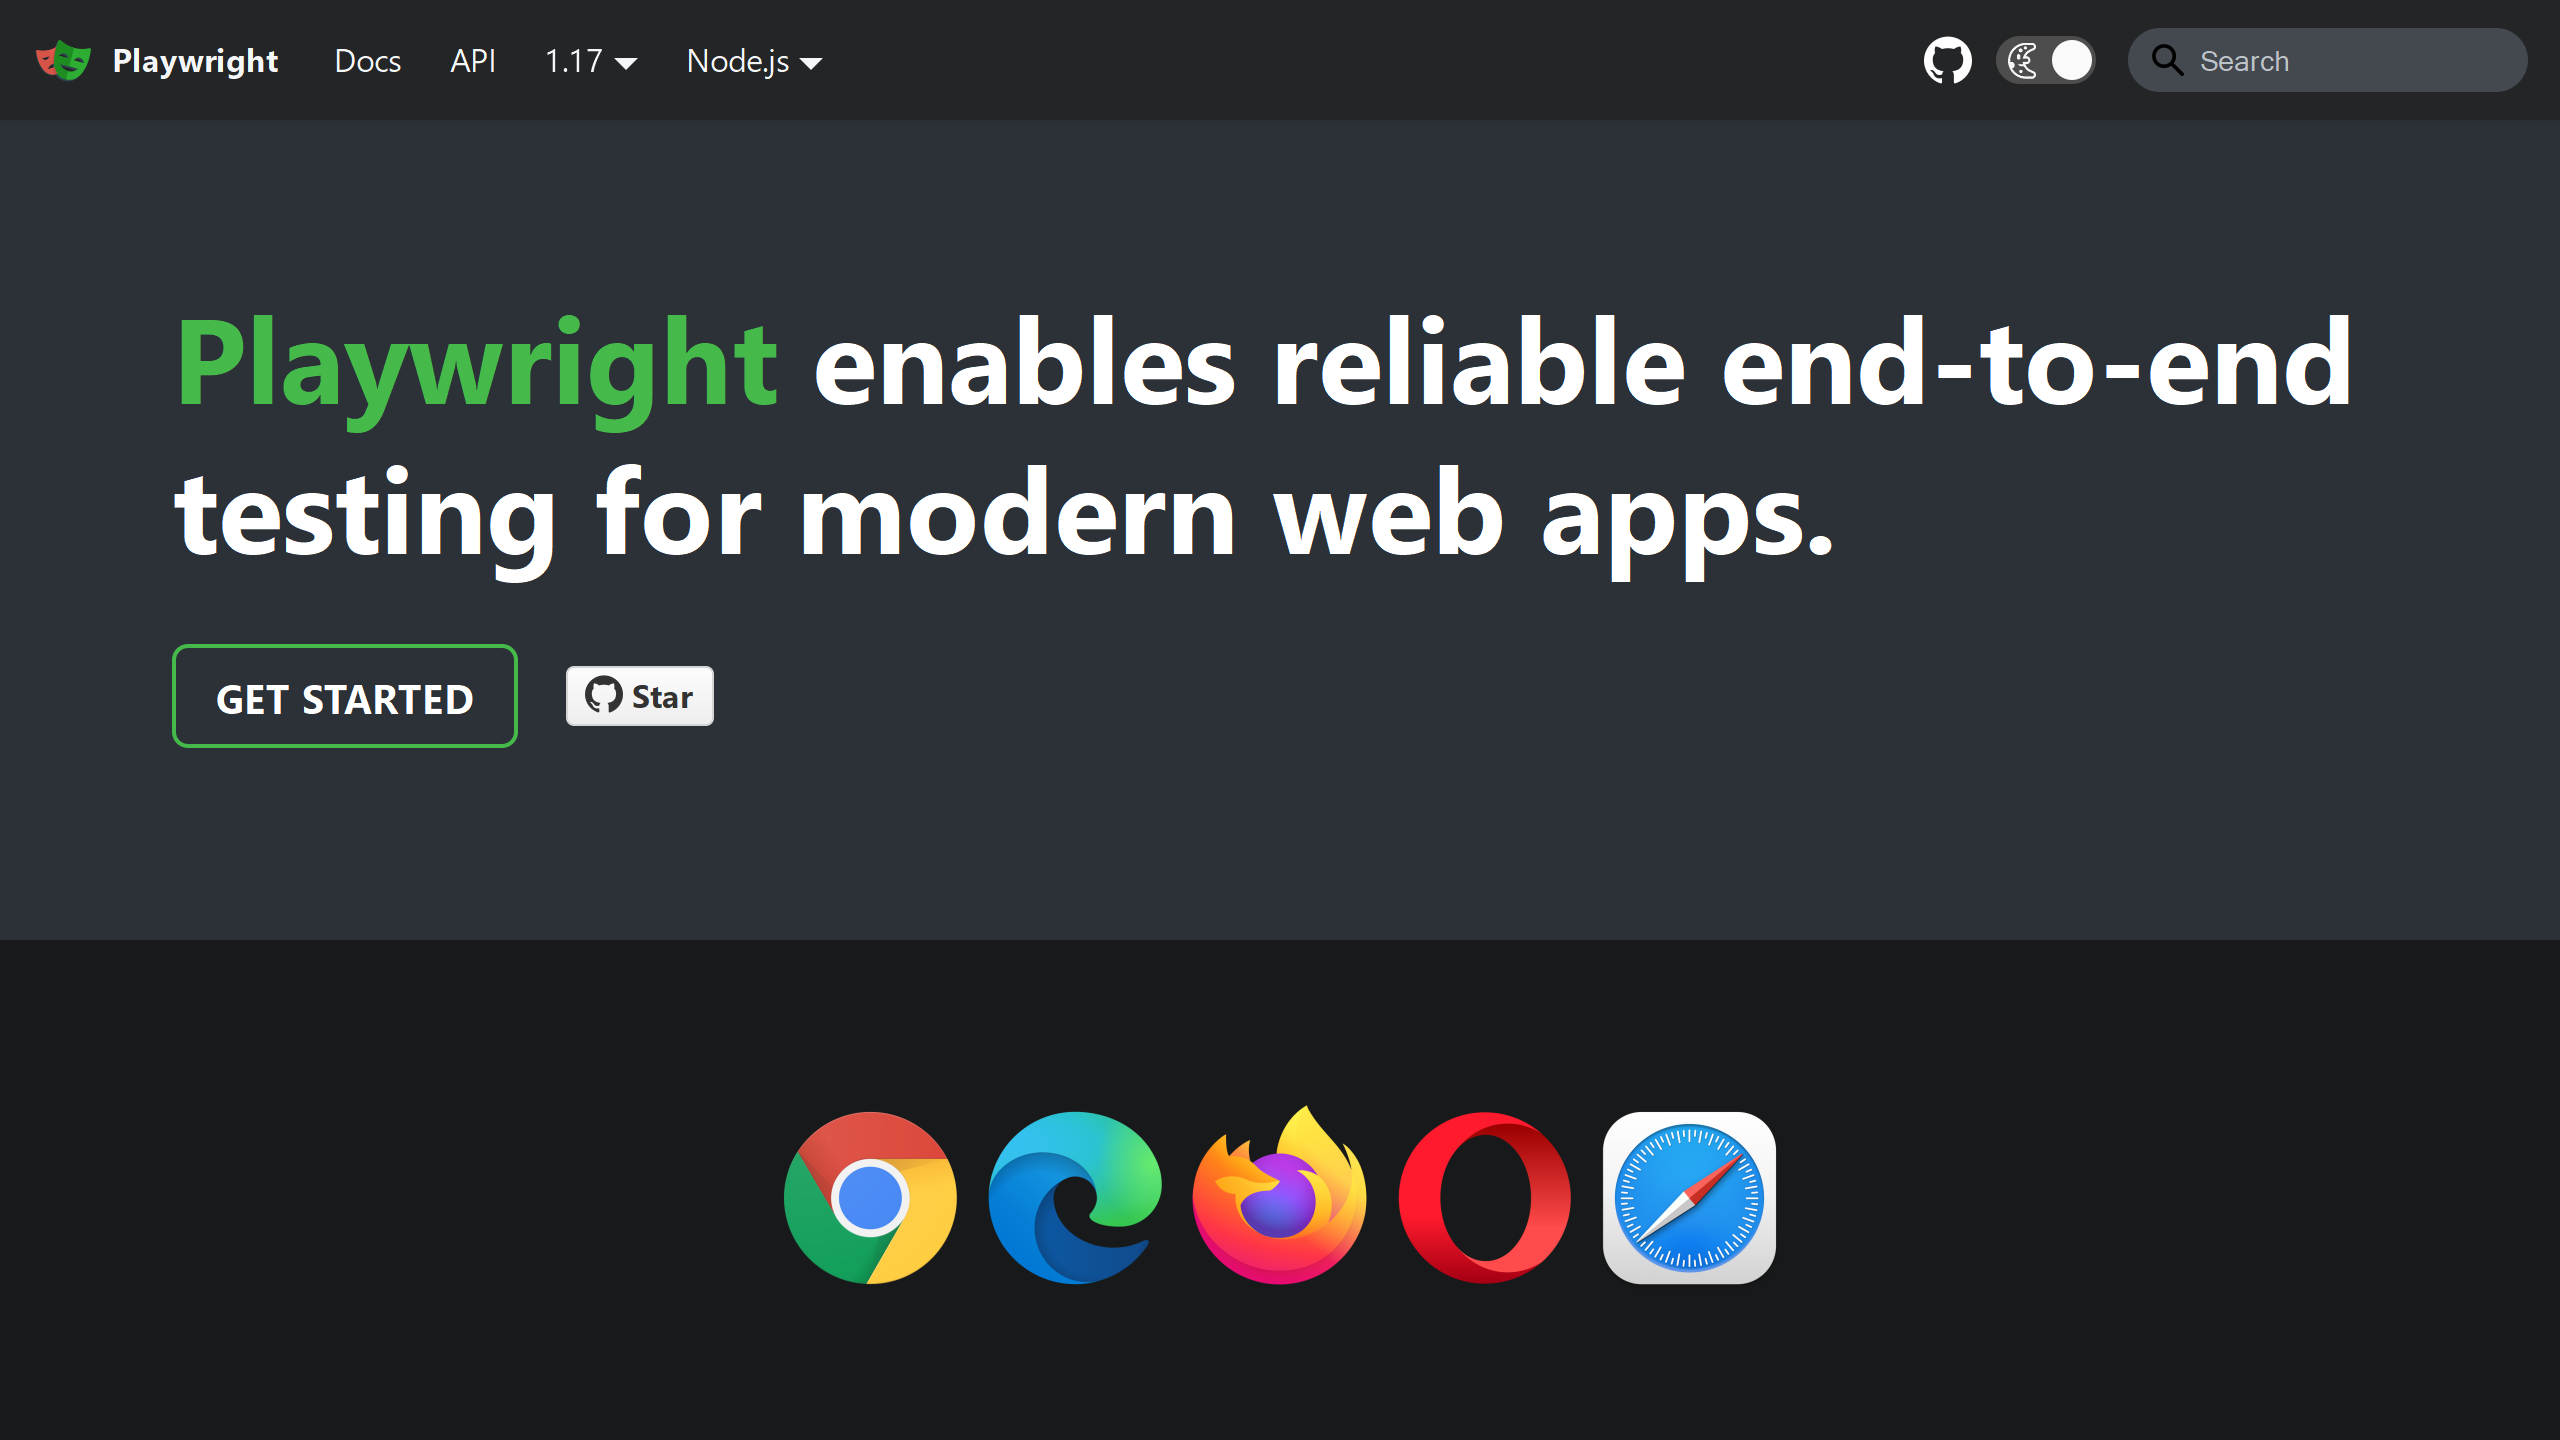 Playwright Docs API 1.17 Node.js Search
Playwright enables reliable end-to-end
testing for modern web apps.
GET STARTED Star